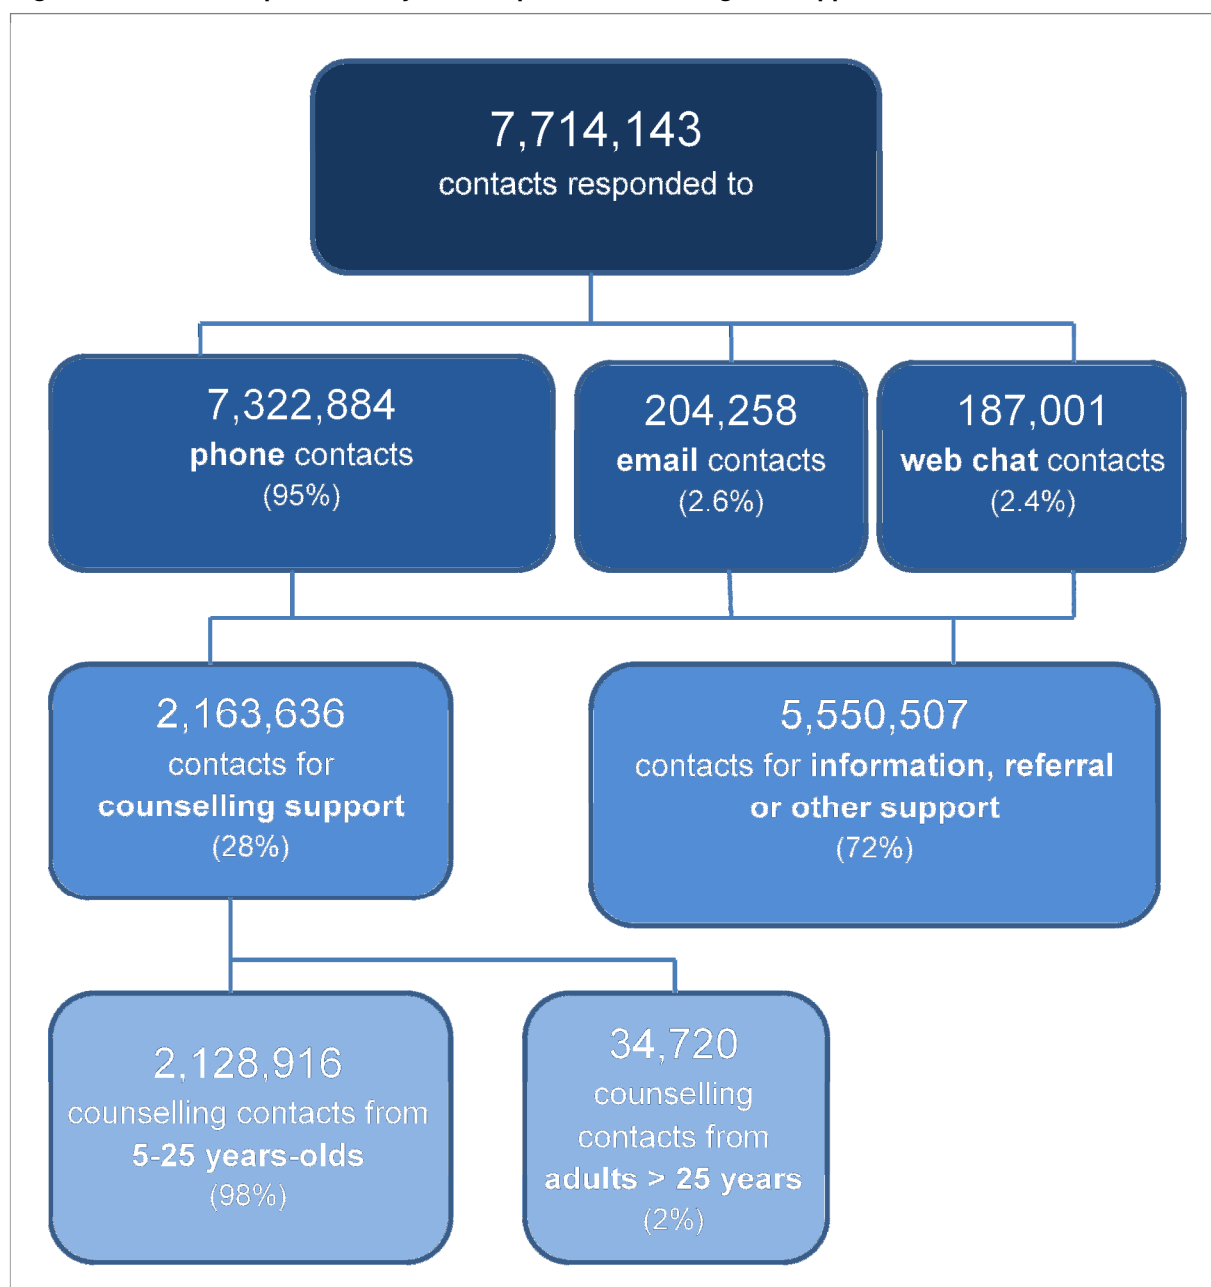 7,714,143
contacts responded to
7,322,884
phone contacts
(95%)
204,258
email contacts
(2.6%)
187,001
web chat contacts
(2.4%)
2,163,636
contacts for
counselling support
(28%)
5,550,507
contacts for information, referral
or other support
(72%)
2,128,916
counselling contacts from
5-25 years-olds
(98%)
34,720
counselling
contacts from
adults > 25 years
(2%)